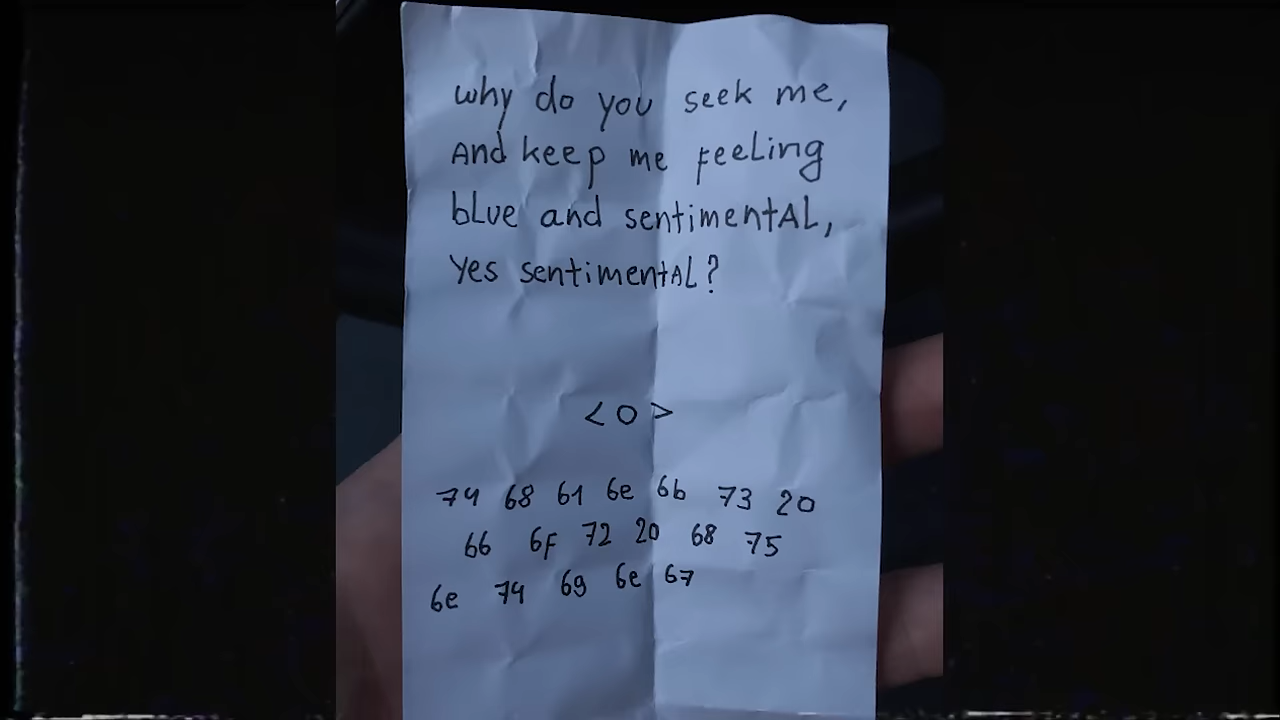 why do you seek me,
And keep me feeling
blue and sentimentAL,
yes sentimentAL?
<O>
74 68 61 6e 6b 73 20
66 6F 72 20 68 75
6e 74 69 6e 67